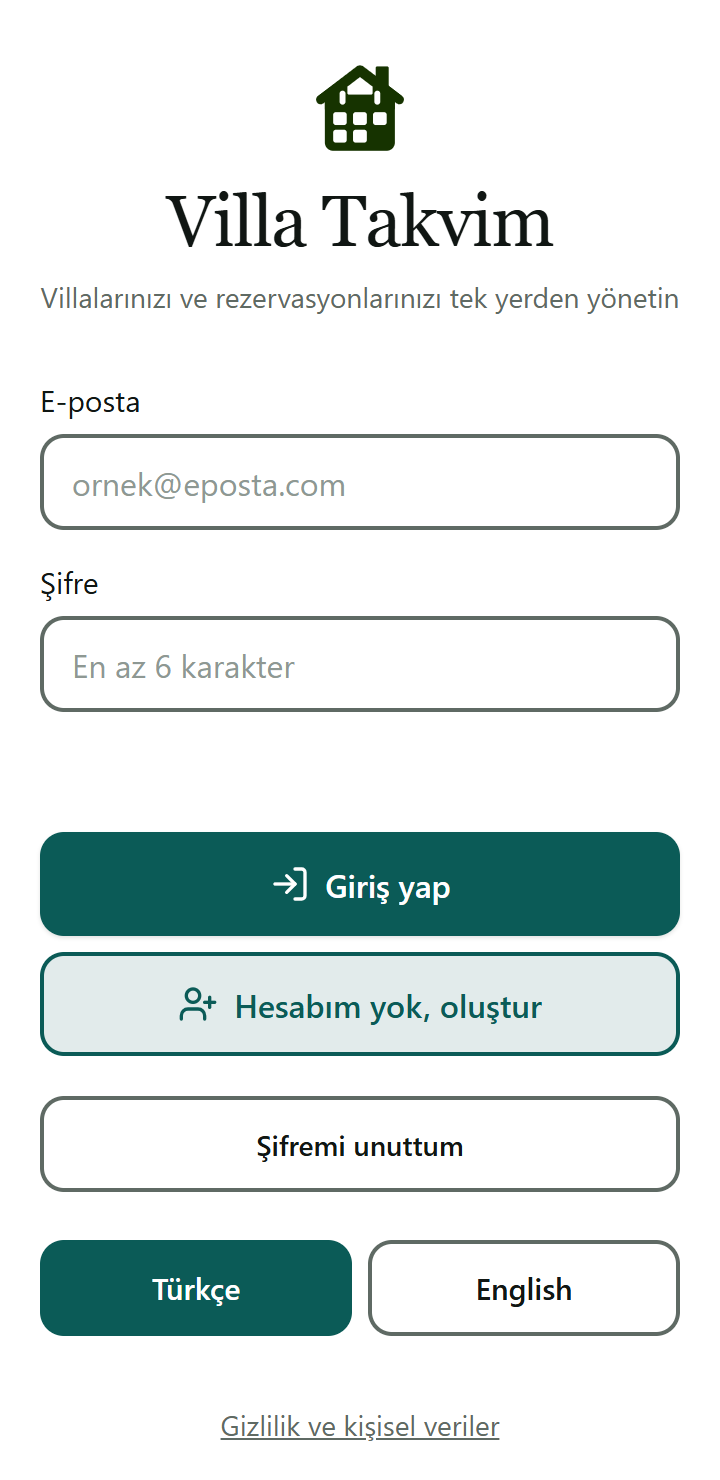 Villa Takvim
Villalarınızı ve rezervasyonlarınızı tek yerden yönetin
E-posta
ornek@eposta.com
Şifre
En az 6 karakter
Giriş yap
Hesabım yok, oluştur
Şifremi unuttum
Türkçe
English
Gizlilik ve kişisel veriler